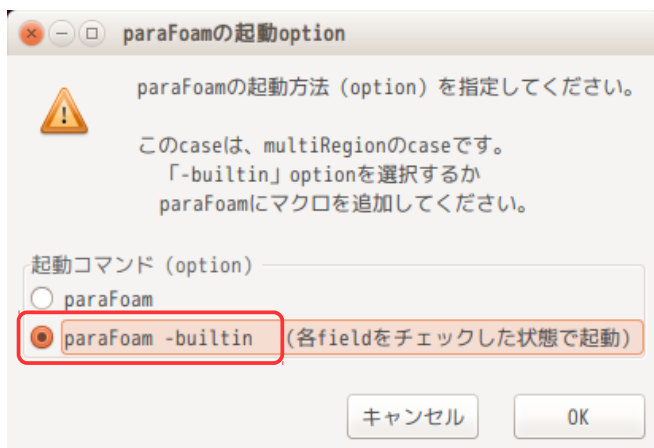 paraFoamの起動option
paraFoamの起動方法（option）を指定してください。
このcaseは、multiRegionのcaseです。
「-builtin」optionを選択するか
paraFoamにマクロを追加してください。
起動コマンド（option）
paraFoam
paraFoam -builtin （各fieldをチェックした状態で起動）
キャンセル
OK